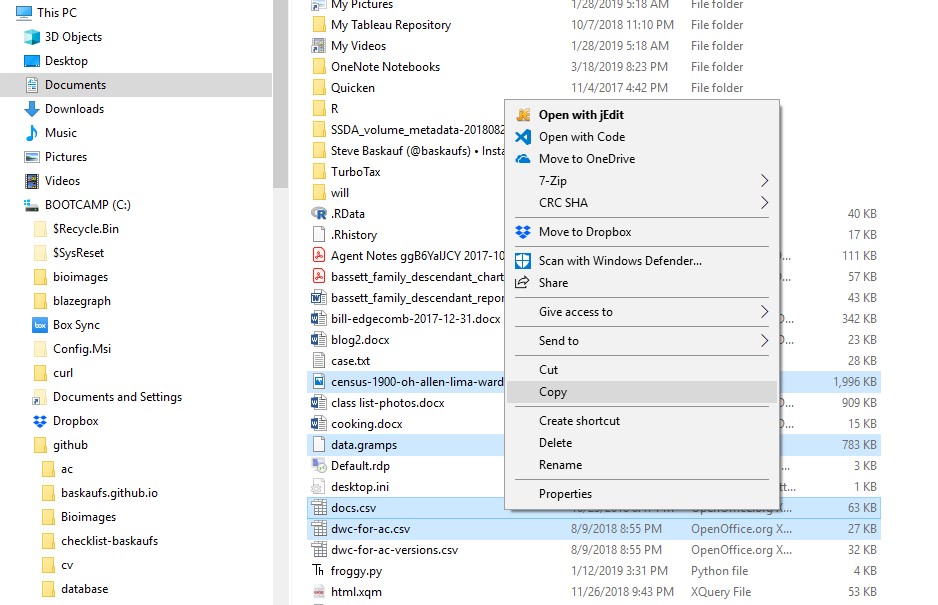 This PC
3D Objects
Desktop
Documents
Downloads
Music
Pictures
Videos
BOOTCAMP (C:)
$Recycle.Bin
$SysReset
bioimages
blazegraph
Box Sync
Config.Msi
curl
Documents and Settings
Dropbox
github
ac
baskaufs.github.io
Bioimages
checklist-baskaufs
cv
database
My Pictures 1/28/2019 5:18 AM File folder
My Tableau Repository 10/7/2018 11:10 PM File folder
My Videos 1/28/2019 5:18 AM File folder
OneNote Notebooks 3/18/2019 8:23 PM File folder
Quicken 11/4/2017 4:42 PM File folder
R
SSDA_volume_metadata-2018082
Steve Baskauf (@baskaufs) • Insta
TurboTax
will
.RData 40 KB
.Rhistory 17 KB
Agent Notes ggB6YaIJCY 2017-10 D... 111 KB
bassett_family_descendant_chart D... 57 KB
bassett_family_descendant_repor 43 KB
bill-edgecomb-2017-12-31.docx D... 342 KB
blog2.docx D... 23 KB
case.txt 28 KB
census-1900-oh-allen-lima-ward 1,996 KB
class list-photos.docx D... 909 KB
cooking.docx D... 15 KB
data.gramps 783 KB
Default.rdp 3 KB
desktop.ini tt... 1 KB
docs.csv OpenOffice.org X... 63 KB
dwc-for-ac.csv 8/9/2018 8:55 PM OpenOffice.org X... 27 KB
dwc-for-ac-versions.csv 8/9/2018 8:55 PM OpenOffice.org X... 32 KB
froggy.py 1/12/2019 3:31 PM Python file 4 KB
html.xqm 11/26/2018 9:43 PM XQuery File 53 KB
Open with jEdit
Open with Code
Move to OneDrive
7-Zip
CRC SHA
Move to Dropbox
Scan with Windows Defender...
Share
Give access to
Send to
Cut
Copy
Create shortcut
Delete
Rename
Properties